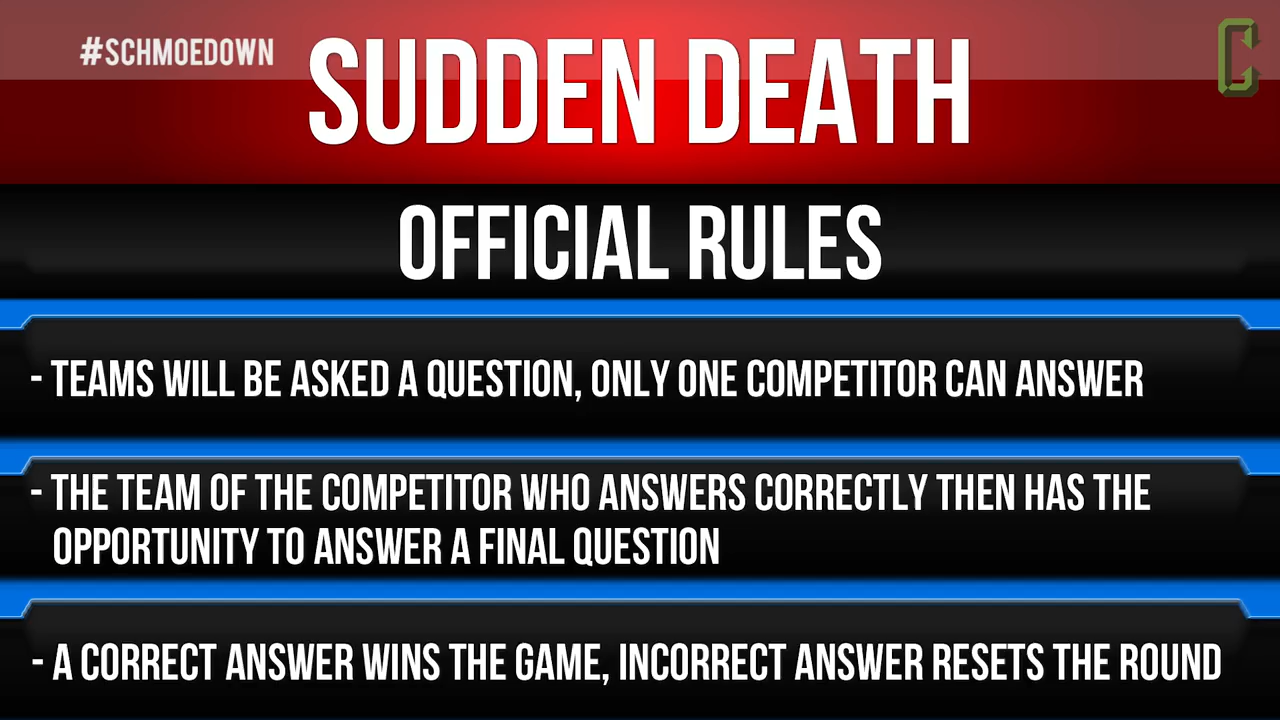 #SCHMOEDOWN
SUDDEN DEATH
OFFICIAL RULES
- TEAMS WILL BE ASKED A QUESTION, ONLY ONE COMPETITOR CAN ANSWER
- THE TEAM OF THE COMPETITOR WHO ANSWERS CORRECTLY THEN HAS THE
OPPORTUNITY TO ANSWER A FINAL QUESTION
- A CORRECT ANSWER WINS THE GAME, INCORRECT ANSWER RESETS THE ROUND